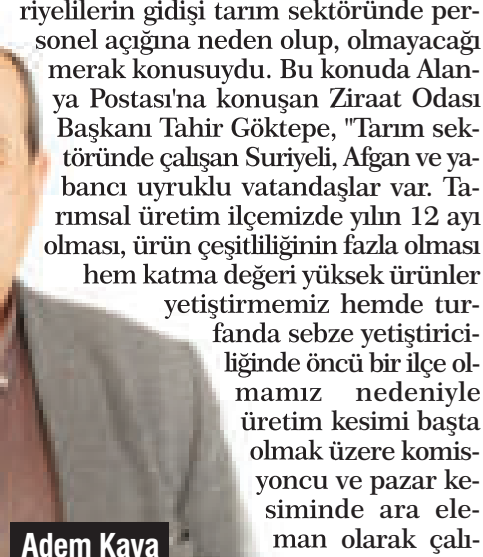 riyelilerin gidişi tarım sektöründe per-
sonel açığına neden olup, olmayacağı
merak konusuydu. Bu konuda Alan-
ya Postası'na konuşan Ziraat Odası
Başkanı Tahir Göktepe, "Tarım sek-
töründe çalışan Suriyeli, Afgan ve ya-
bancı uyruklu vatandaşlar var. Ta-
rımsal üretim ilçemizde yılın 12 ayı
olması, ürün çeşitliliğinin fazla olması
hem katma değeri yüksek ürünler
yetiştirmemiz hemde tur-
fanda sebze yetiştirici-
liğinde öncü bir ilçe ol-
mamız nedeniyle
üretim kesimi başta
olmak üzere komis-
yoncu ve pazar ke-
siminde ara ele-
man olarak çalı-
Adem Kaya